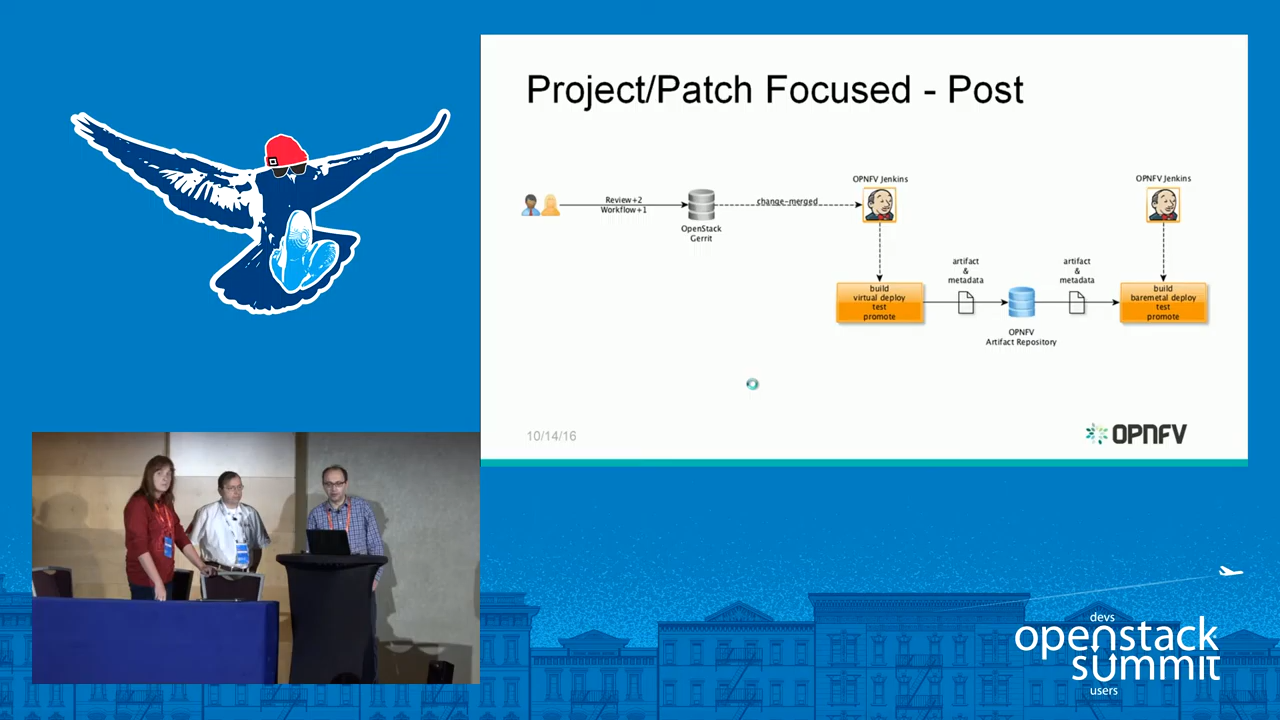 Project/Patch Focused - Post
OPNFV Jenkins
OPNFV Jenkins
Review+2
Workflow+1
change-merged
OpenStack
Gerrit
artifact
&
metadata
artifact
&
metadata
build
virtual deploy
test
promote
build
baremetal deploy
test
promote
OPNFV
Artifact Repository
10/14/16
OPNFV
devs
openstack
summit
users